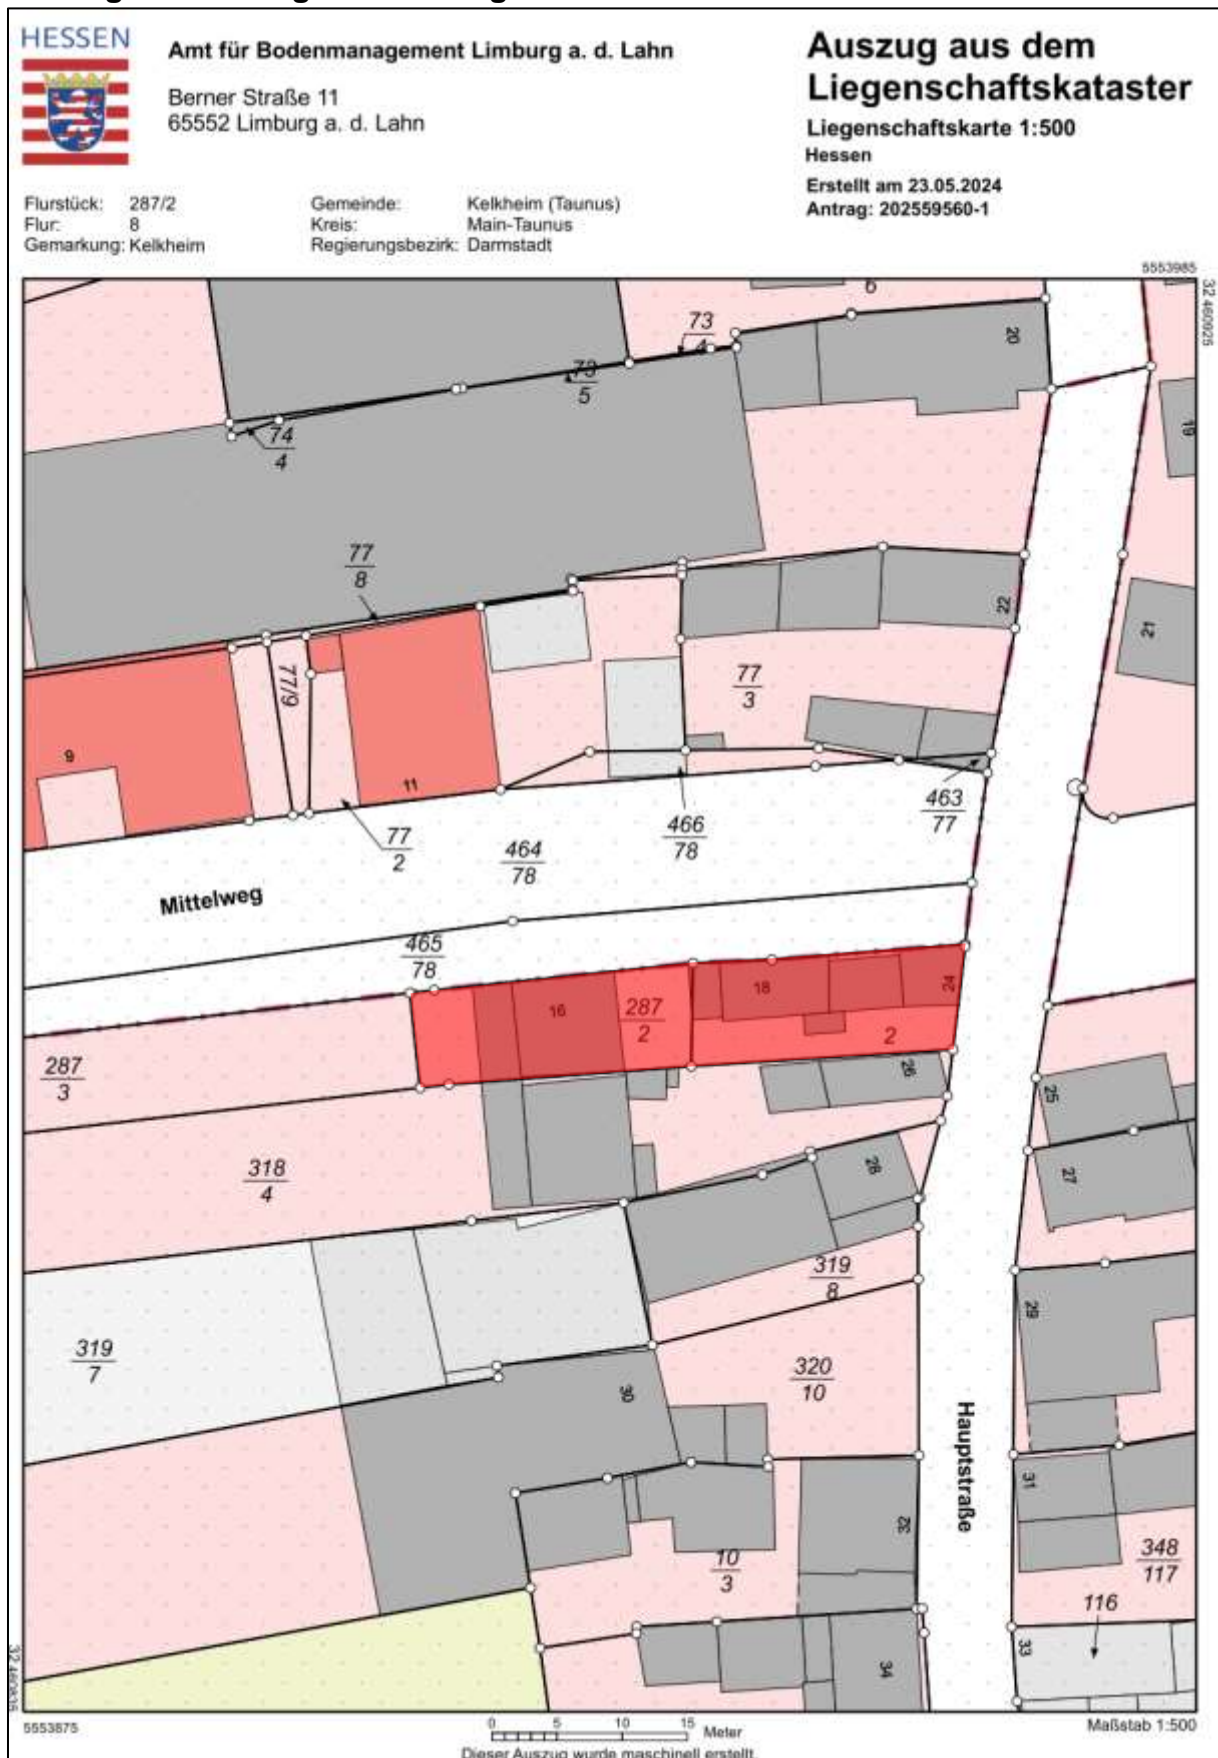 HESSEN
Amt für Bodenmanagement Limburg a. d. Lahn
Berner Straße 11
65552 Limburg a. d. Lahn
Auszug aus dem
Liegenschaftskataster
Liegenschaftskarte 1:500
Hessen
Erstellt am 23.05.2024
Antrag: 202559560-1
Flurstück: 287/2
Flur: 8
Gemarkung: Kelkheim
Gemeinde: Kelkheim (Taunus)
Kreis: Main-Taunus
Regierungsbezirk: Darmstadt
5553985
32 460925
6
73
4
20
73
5
74
4
19
77
8
22
21
77/9
77
3
9
11
463
77
466
78
77
2
464
78
Mittelweg
465
78
16
287
2
18
24
2
287
3
26
25
28
27
318
4
319
8
29
319
7
30
320
10
Hauptstraße
31
32
10
3
348
117
116
33
34
5553875
0 5 10 15 Meter
Maßstab 1:500
Dieser Auszug wurde maschinell erstellt.